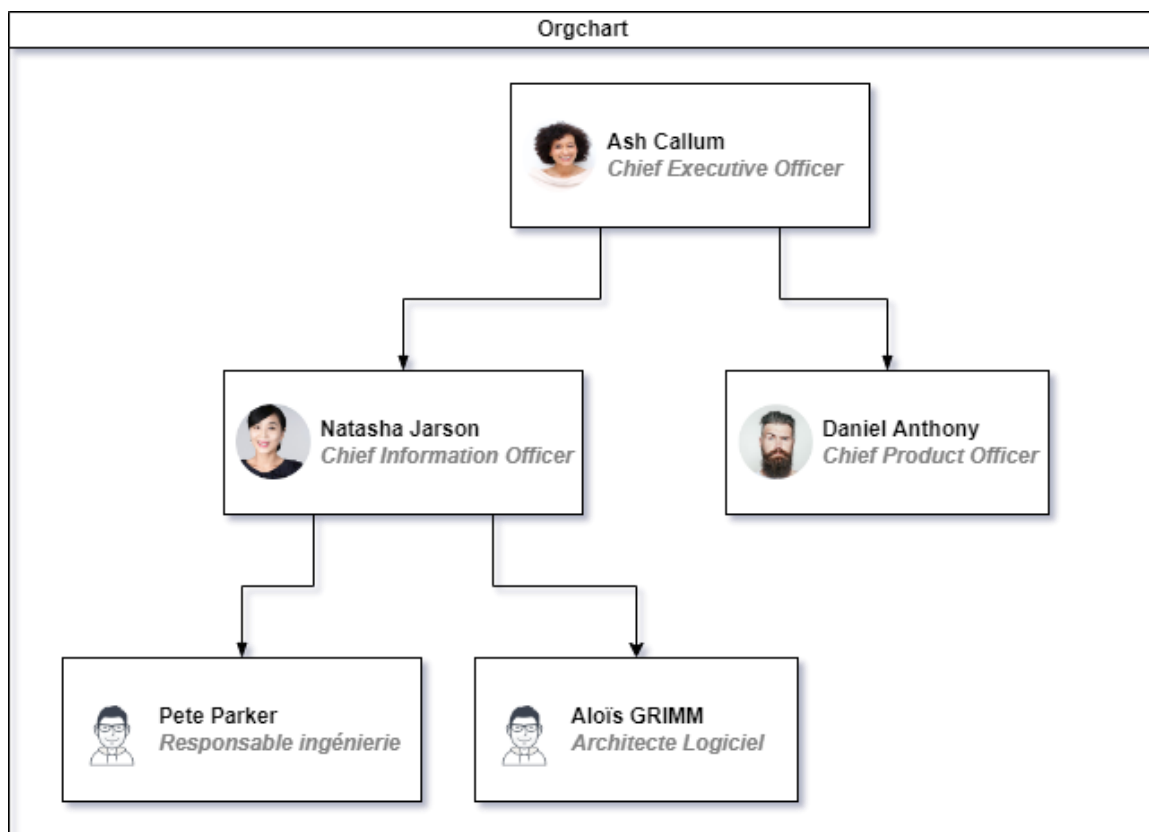 Orgchart
Ash Callum
Chief Executive Officer
Natasha Jarson
Chief Information Officer
Daniel Anthony
Chief Product Officer
Pete Parker
Responsable ingénierie
Aloïs GRIMM
Architecte Logiciel